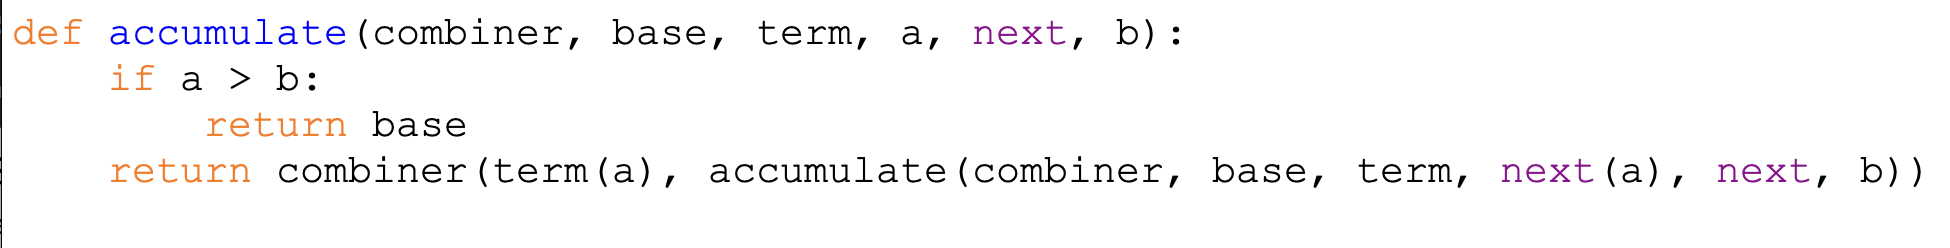 def accumulate(combiner, base, term, a, next, b):
    if a > b:
        return base
    return combiner(term(a), accumulate(combiner, base, term, next(a), next, b))